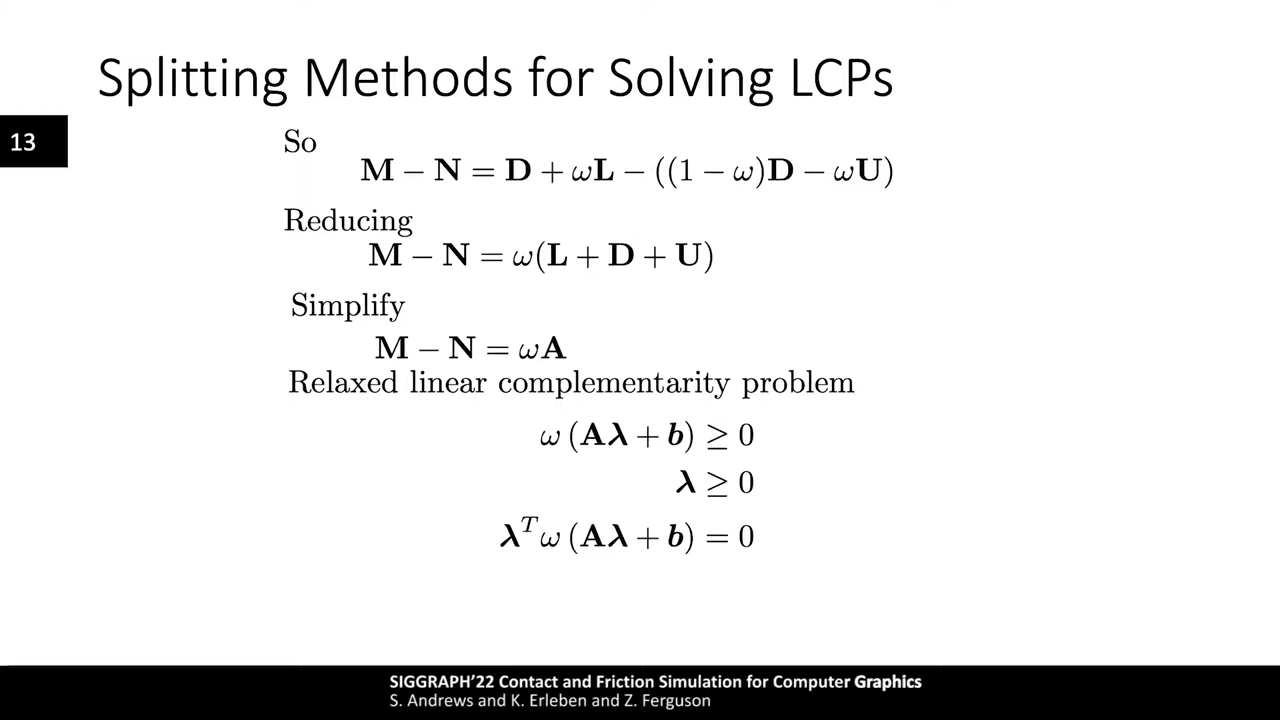 Splitting Methods for Solving LCPs
13
So
M − N = D + ωL − ((1 − ω)D − ωU)
Reducing
M − N = ω(L + D + U)
Simplify
M − N = ωA
Relaxed linear complementarity problem
ω (Aλ + b) ≥ 0
λ ≥ 0
λᵀω (Aλ + b) = 0
SIGGRAPH'22 Contact and Friction Simulation for Computer Graphics
S. Andrews and K. Erleben and Z. Ferguson